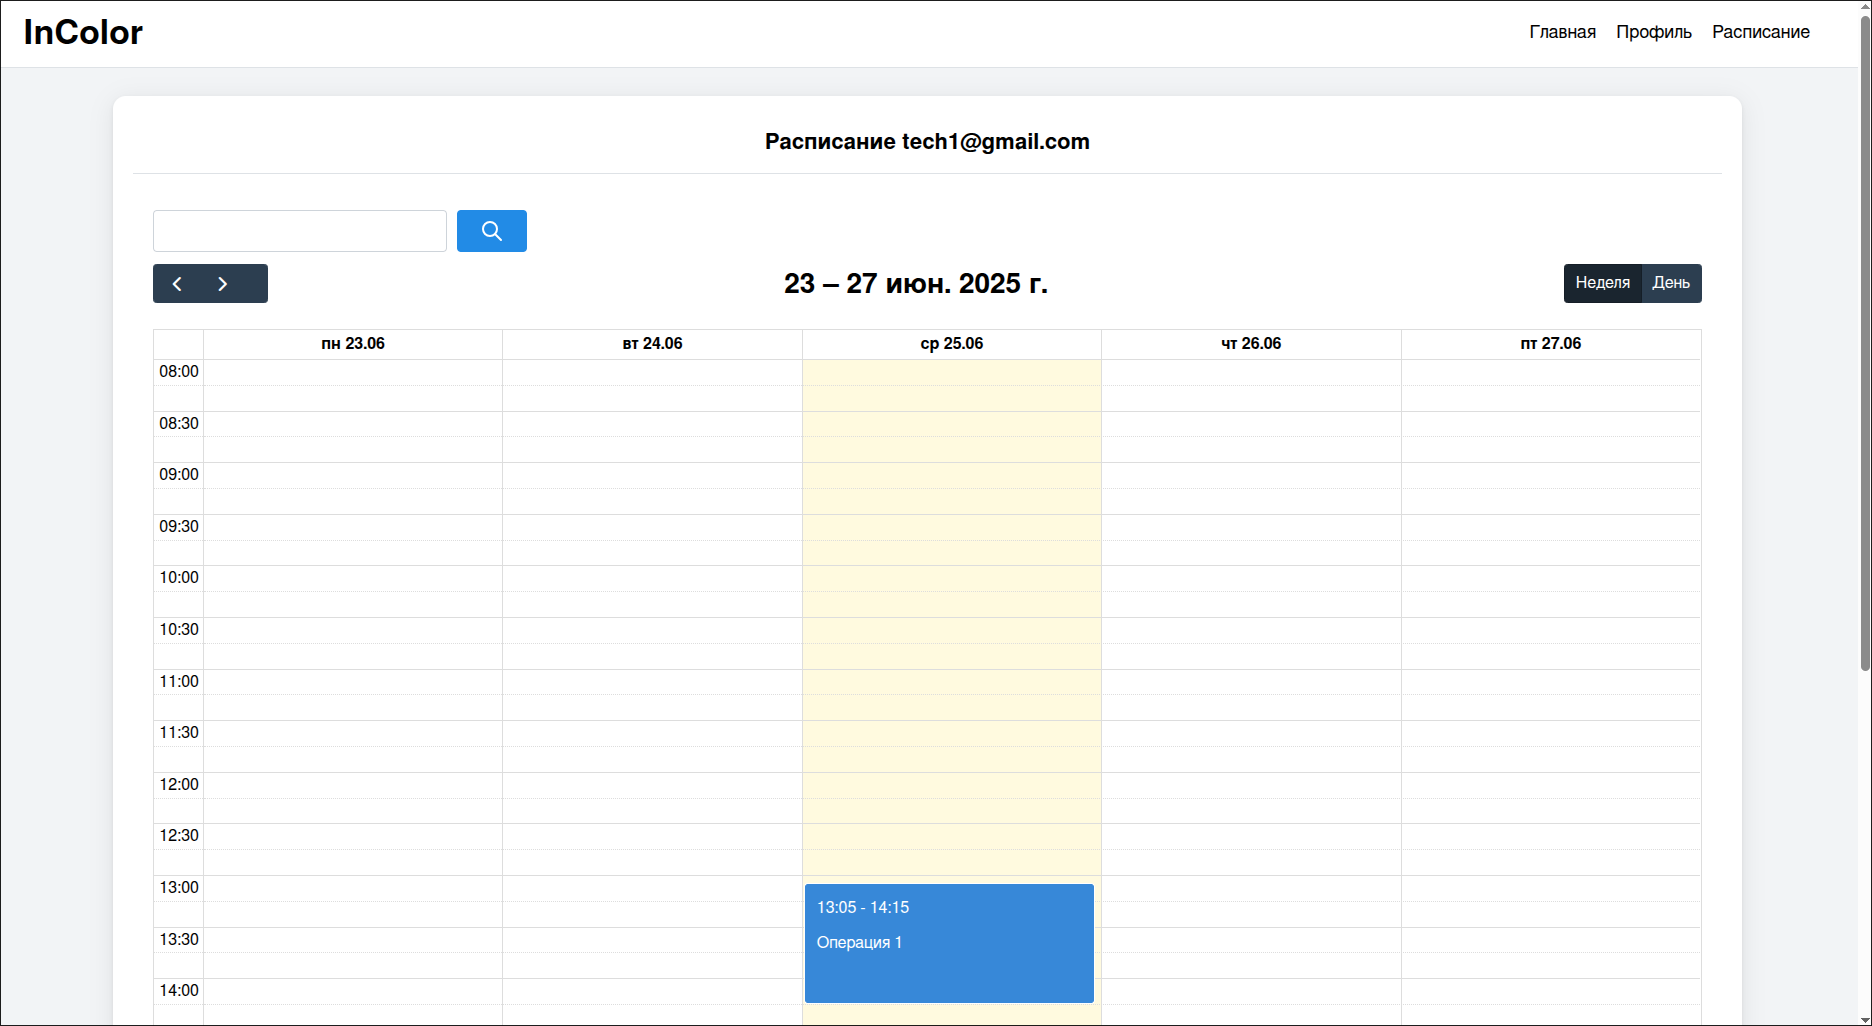 InColor
Главная Профиль Расписание
Расписание tech1@gmail.com
23 – 27 июн. 2025 г.
Неделя День
пн 23.06 вт 24.06 ср 25.06 чт 26.06 пт 27.06
08:00
08:30
09:00
09:30
10:00
10:30
11:00
11:30
12:00
12:30
13:00
13:05 - 14:15
13:30
Операция 1
14:00